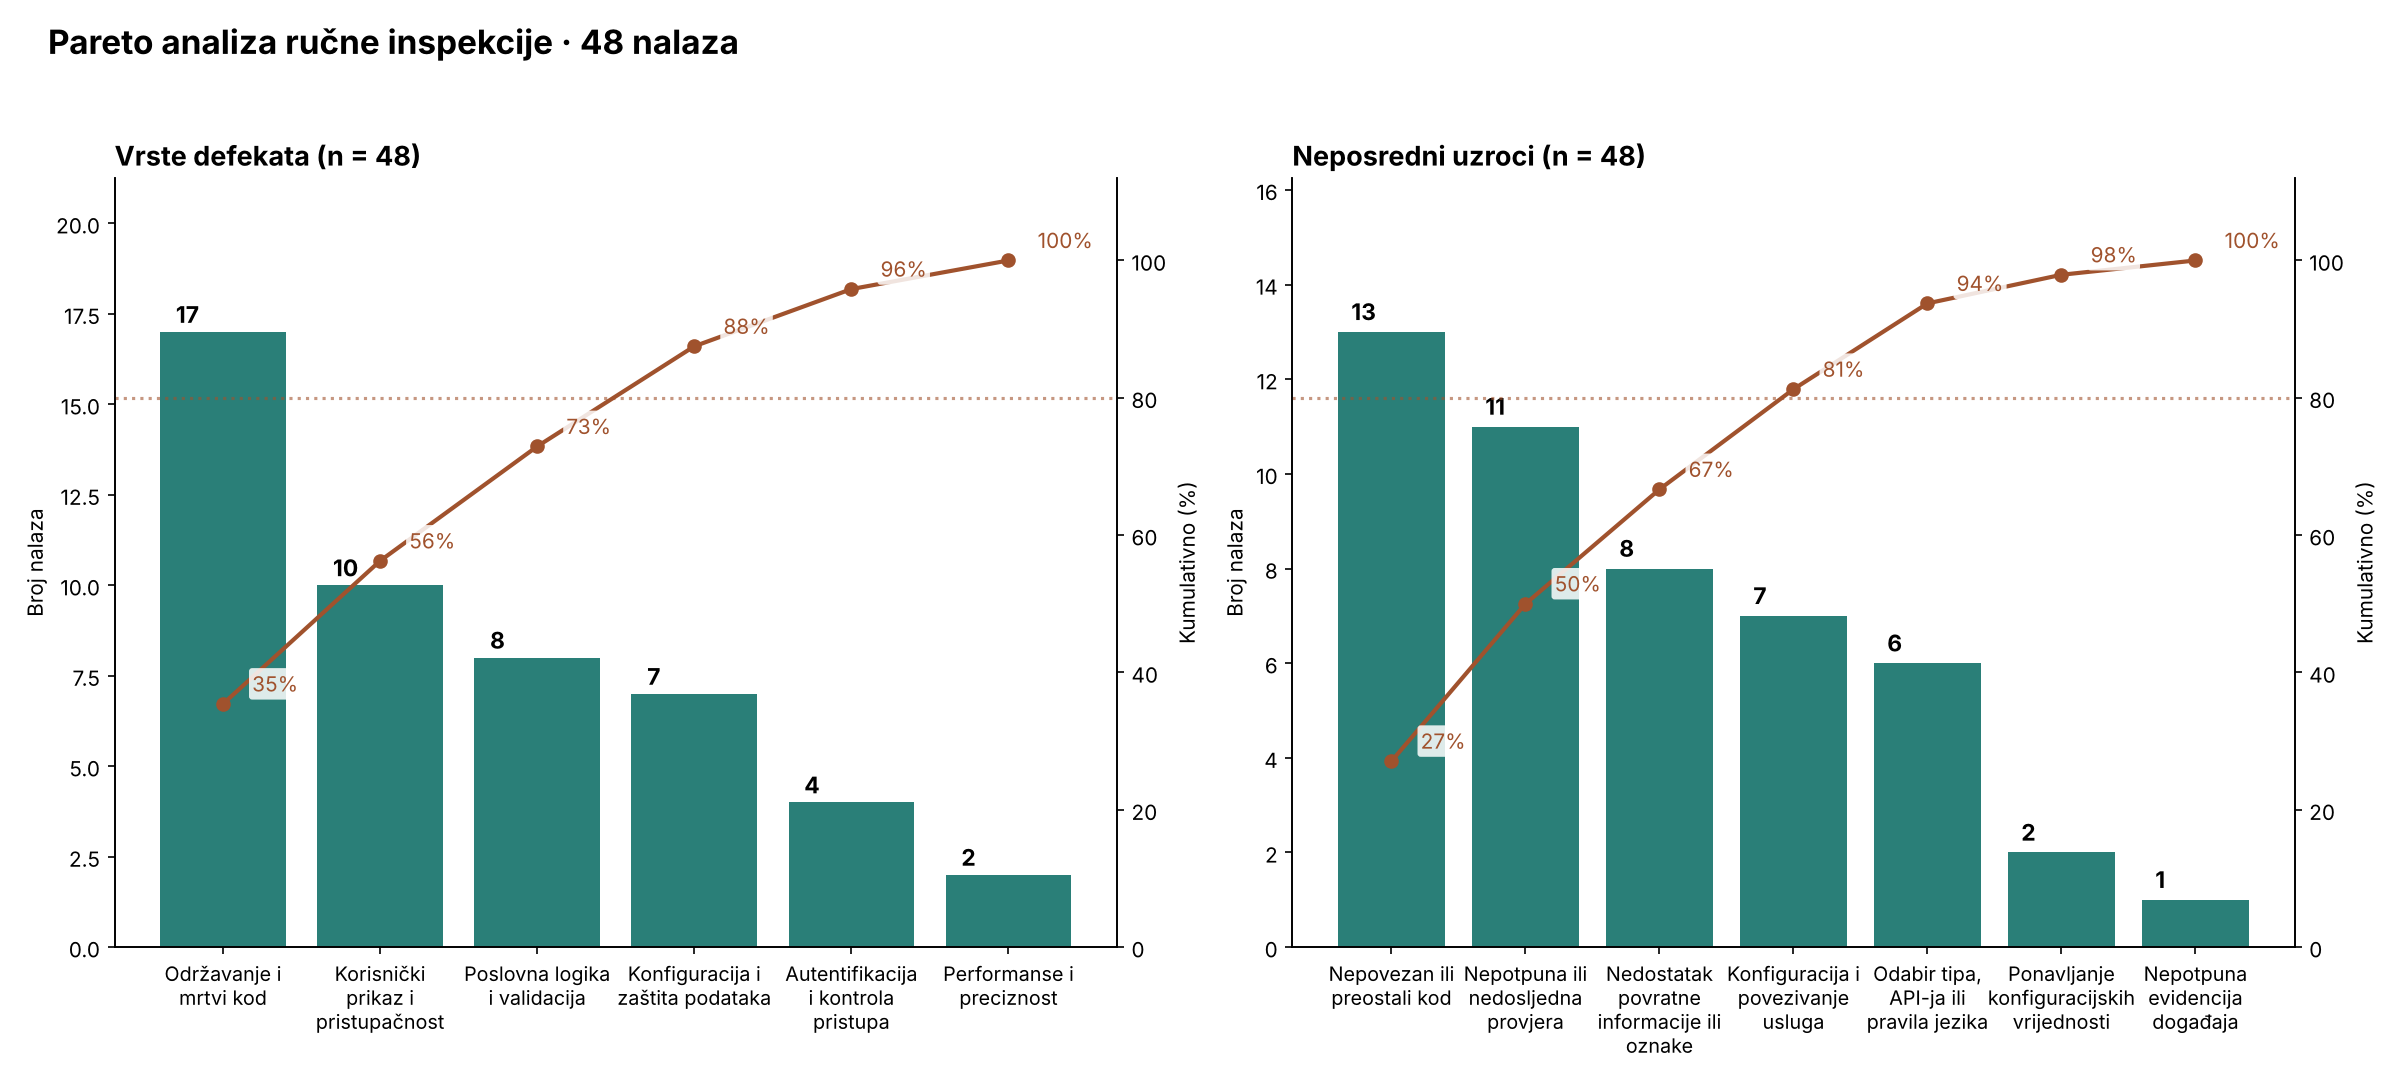 Pareto analiza ručne inspekcije · 48 nalaza
Vrste defekata (n = 48)
Broj nalaza
20.0
17.5
15.0
12.5
10.0
7.5
5.0
2.5
0.0
17
10
8
7
4
2
35%
56%
73%
88%
96%
100%
100
80
60
40
20
0
Kumulativno (%)
Održavanje i
mrtvi kod
Korisnički
prikaz i
pristupačnost
Poslovna logika
i validacija
Konfiguracija i
zaštita podataka
Autentifikacija
i kontrola
pristupa
Performanse i
preciznost
Neposredni uzroci (n = 48)
Broj nalaza
16
14
12
10
8
6
4
2
0
13
11
8
7
6
2
1
27%
50%
67%
81%
94%
98%
100%
100
80
60
40
20
0
Kumulativno (%)
Nepovezan ili
preostali kod
Nepotpuna ili
nedosljedna
provjera
Nedostatak
povratne
informacije ili
oznake
Konfiguracija i
povezivanje
usluga
Odabir tipa,
API-ja ili
pravila jezika
Ponavljanje
konfiguracijskih
vrijednosti
Nepotpuna
evidencija
događaja